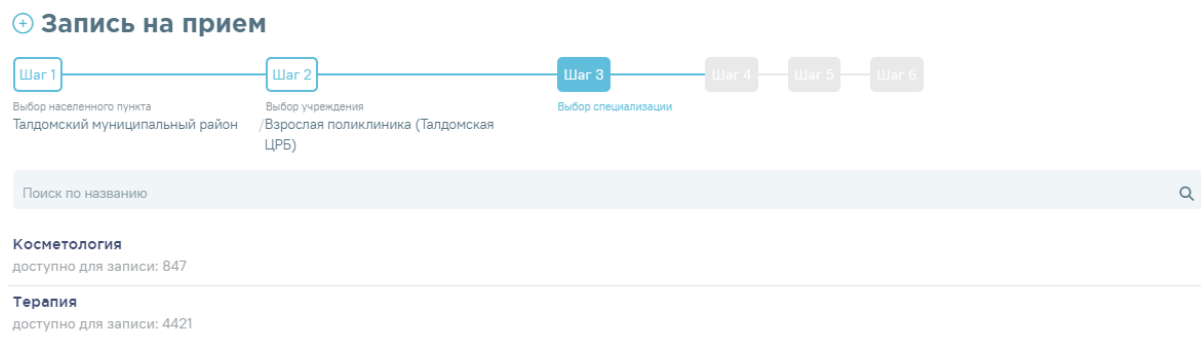 Запись на прием
Шаг 1
Шаг 2
Шаг 3
Шаг 4
Шаг 5
Шаг 6
Выбор населенного пункта
Выбор учреждения
Выбор специализации
Талдомский муниципальный район
/Взрослая поликлиника (Талдомская
ЦРБ)
Поиск по названию
Косметология
доступно для записи: 847
Терапия
доступно для записи: 4421